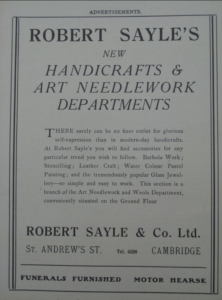 ADVERTISEMENTS.
ROBERT SAYLE'S
NEW
HANDICRAFTS &
ART NEEDLEWORK
DEPARTMENTS
THERE surely can be no finer outlet for glorious
self-expression than in modern-day handicrafts.
At Robert Sayle's you will find accessories for any
particular trend you wish to follow. Barbola Work;
Stencilling; Leather Craft; Water Colour Pastel
Painting; and the tremendously popular Glass Jewel-
lery—so simple and easy to work. This section is a
branch of the Art Needlework and Wools Department,
conveniently situated on the Ground Floor
ROBERT SAYLE & Co. Ltd.
ST. ANDREW'S ST. Tel. CAMBRIDGE
FUNERALS FURNISHED MOTOR HEARSE